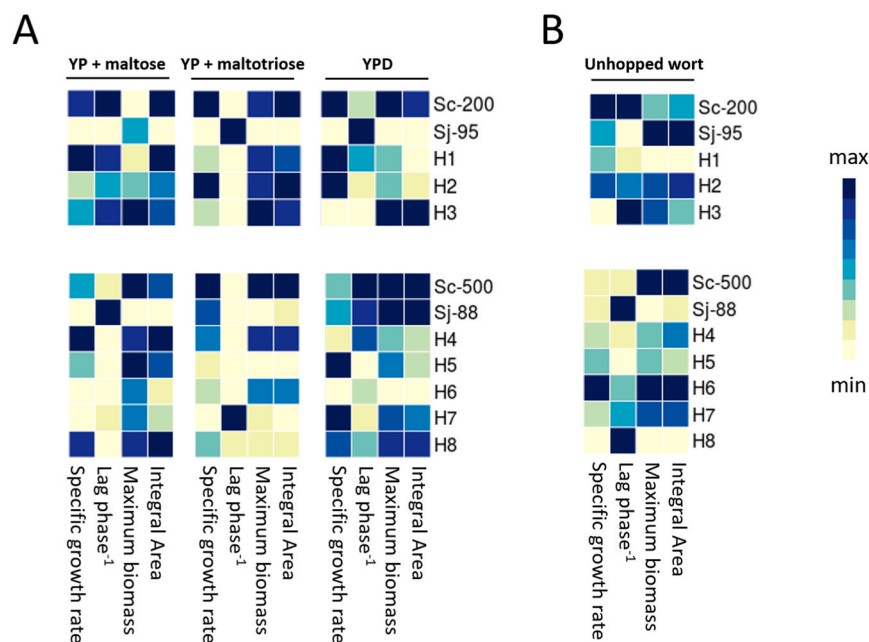 A
B
YP + maltose
YP + maltotriose
YPD
Unhopped wort
Sc-200
Sj-95
H1
H2
H3
Sc-200
Sj-95
H1
H2
H3
max
min
Sc-500
Sj-88
H4
H5
H6
H7
H8
Sc-500
Sj-88
H4
H5
H6
H7
H8
Specific growth rate
Lag phase⁻¹
Maximum biomass
Integral Area
Specific growth rate
Lag phase⁻¹
Maximum biomass
Integral Area
Specific growth rate
Lag phase⁻¹
Maximum biomass
Integral Area
Specific growth rate
Lag phase⁻¹
Maximum biomass
Integral Area